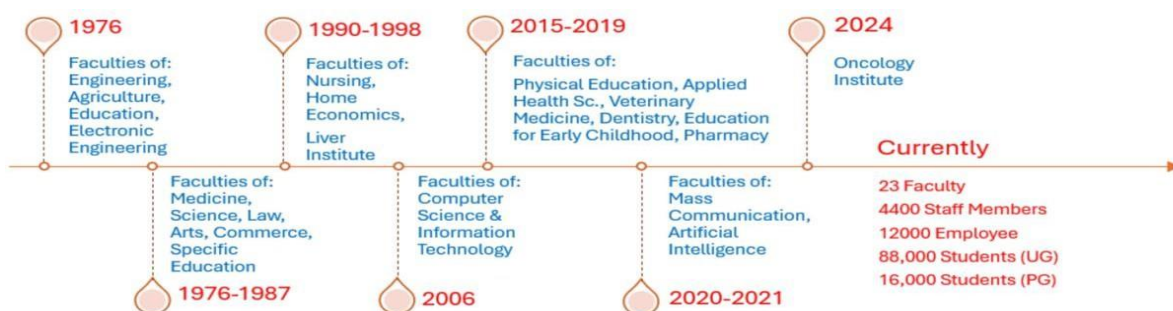 1976
Faculties of:
Engineering,
Agriculture,
Education,
Electronic
Engineering
1976-1987
Faculties of:
Medicine,
Science, Law,
Arts, Commerce,
Specific
Education
1990-1998
Faculties of:
Nursing,
Home
Economics,
Liver
Institute
2006
Faculties of:
Computer
Science &
Information
Technology
2015-2019
Faculties of:
Physical Education, Applied
Health Sc., Veterinary
Medicine, Dentistry, Education
for Early Childhood, Pharmacy
2020-2021
Faculties of:
Mass
Communication,
Artificial
Intelligence
2024
Oncology
Institute
Currently
23 Faculty
4400 Staff Members
12000 Employee
88,000 Students (UG)
16,000 Students (PG)